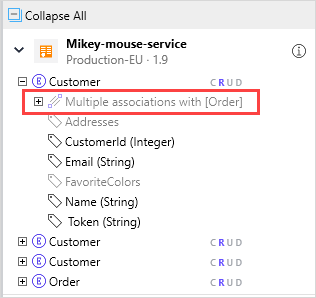 Collapse All
Mikey-mouse-service
Production-EU · 1.9
E Customer CRUD
Multiple associations with [Order]
Addresses
CustomerId (Integer)
Email (String)
FavoriteColors
Name (String)
Token (String)
E Customer CRUD
E Customer CRUD
E Order CRUD